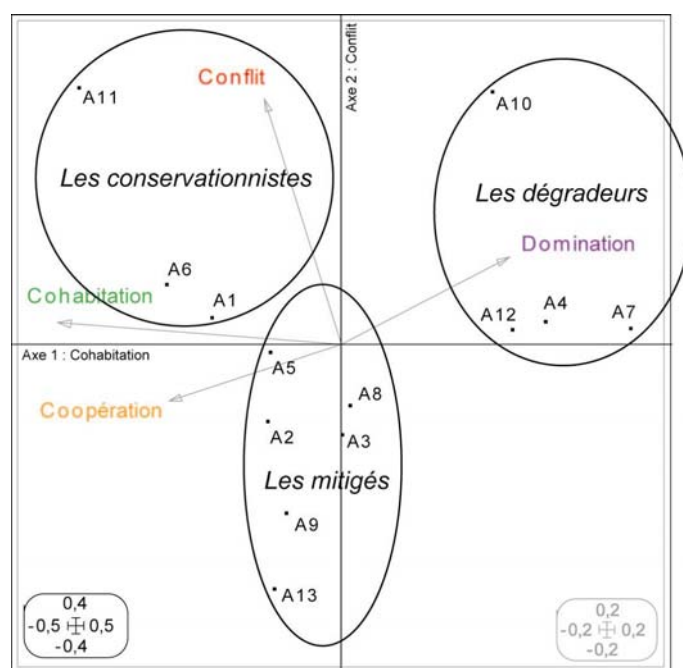 Axe 2 : Conflit
Conflit
A11
A10
Les conservationnistes
Les dégradeurs
Domination
A6
Cohabitation
A1
A12
A4
A7
Axe 1 : Cohabitation
A5
A8
Coopération
A2
A3
Les mitigés
A9
A13
0,4
-0,5 0,5
-0,4
0,2
-0,2 0,2
-0,2